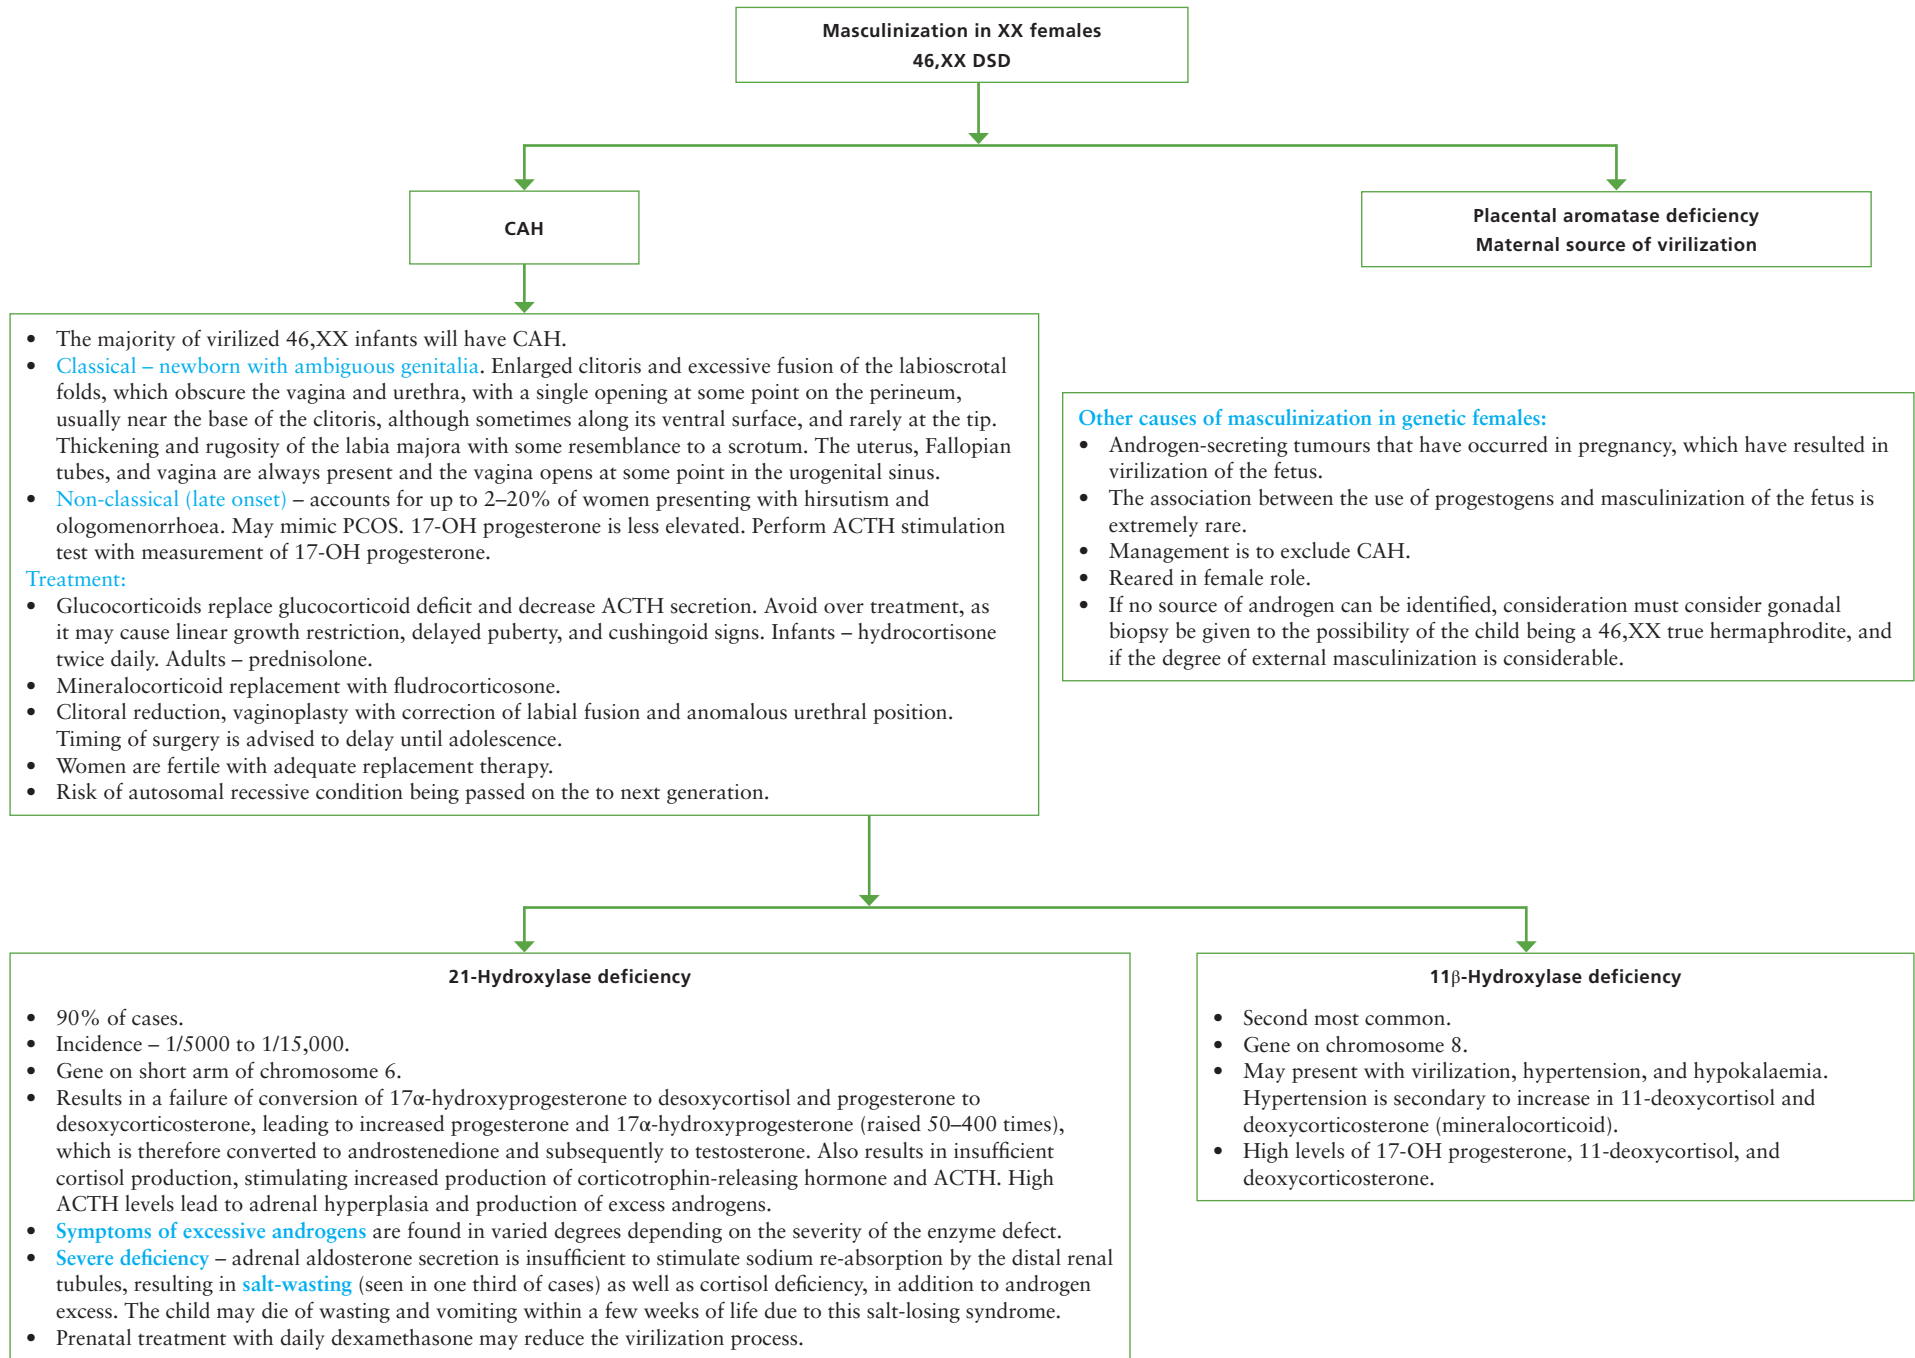 Masculinization in XX females
46,XX DSD
CAH
Placental aromatase deficiency
Maternal source of virilization
• The majority of virilized 46,XX infants will have CAH.
• Classical – newborn with ambiguous genitalia. Enlarged clitoris and excessive fusion of the labioscrotal
folds, which obscure the vagina and urethra, with a single opening at some point on the perineum,
usually near the base of the clitoris, although sometimes along its ventral surface, and rarely at the tip.
Thickening and rugosity of the labia majora with some resemblance to a scrotum. The uterus, Fallopian
tubes, and vagina are always present and the vagina opens at some point in the urogenital sinus.
• Non-classical (late onset) – accounts for up to 2–20% of women presenting with hirsutism and
ologomenorrhoea. May mimic PCOS. 17-OH progesterone is less elevated. Perform ACTH stimulation
test with measurement of 17-OH progesterone.
Treatment:
• Glucocorticoids replace glucocorticoid deficit and decrease ACTH secretion. Avoid over treatment, as
it may cause linear growth restriction, delayed puberty, and cushingoid signs. Infants – hydrocortisone
twice daily. Adults – prednisolone.
• Mineralocorticoid replacement with fludrocorticosone.
• Clitoral reduction, vaginoplasty with correction of labial fusion and anomalous urethral position.
Timing of surgery is advised to delay until adolescence.
• Women are fertile with adequate replacement therapy.
• Risk of autosomal recessive condition being passed on the to next generation.
Other causes of masculinization in genetic females:
• Androgen-secreting tumours that have occurred in pregnancy, which have resulted in
virilization of the fetus.
• The association between the use of progestogens and masculinization of the fetus is
extremely rare.
• Management is to exclude CAH.
• Reared in female role.
• If no source of androgen can be identified, consideration must consider gonadal
biopsy be given to the possibility of the child being a 46,XX true hermaphrodite, and
if the degree of external masculinization is considerable.
21-Hydroxylase deficiency
• 90% of cases.
• Incidence – 1/5000 to 1/15,000.
• Gene on short arm of chromosome 6.
• Results in a failure of conversion of 17α-hydroxyprogesterone to desoxycortisol and progesterone to
desoxycorticosterone, leading to increased progesterone and 17α-hydroxyprogesterone (raised 50–400 times),
which is therefore converted to androstenedione and subsequently to testosterone. Also results in insufficient
cortisol production, stimulating increased production of corticotrophin-releasing hormone and ACTH. High
ACTH levels lead to adrenal hyperplasia and production of excess androgens.
• Symptoms of excessive androgens are found in varied degrees depending on the severity of the enzyme defect.
• Severe deficiency – adrenal aldosterone secretion is insufficient to stimulate sodium re-absorption by the distal renal
tubules, resulting in salt-wasting (seen in one third of cases) as well as cortisol deficiency, in addition to androgen
excess. The child may die of wasting and vomiting within a few weeks of life due to this salt-losing syndrome.
• Prenatal treatment with daily dexamethasone may reduce the virilization process.
11β-Hydroxylase deficiency
• Second most common.
• Gene on chromosome 8.
• May present with virilization, hypertension, and hypokalaemia.
Hypertension is secondary to increase in 11-deoxycortisol and
deoxycorticosterone (mineralocorticoid).
• High levels of 17-OH progesterone, 11-deoxycortisol, and
deoxycorticosterone.